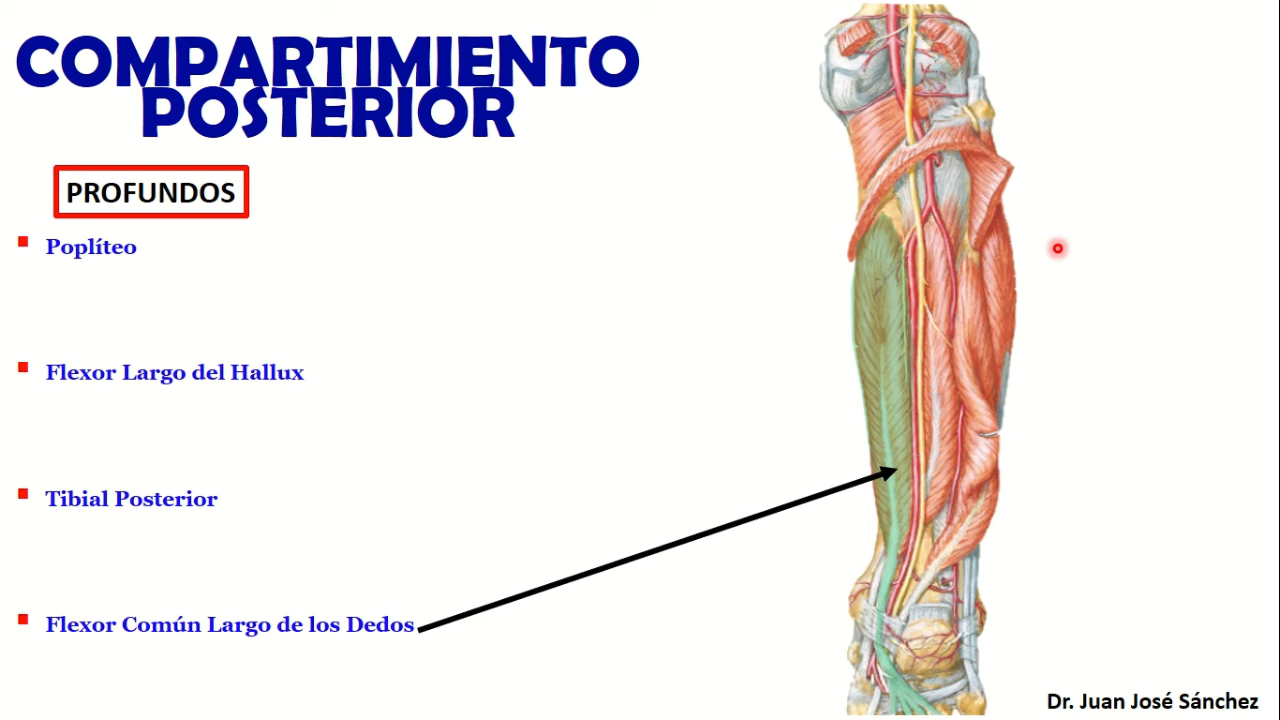 COMPARTIMIENTO
POSTERIOR
PROFUNDOS
Poplíteo
Flexor Largo del Hallux
Tibial Posterior
Flexor Común Largo de los Dedos
Dr. Juan José Sánchez